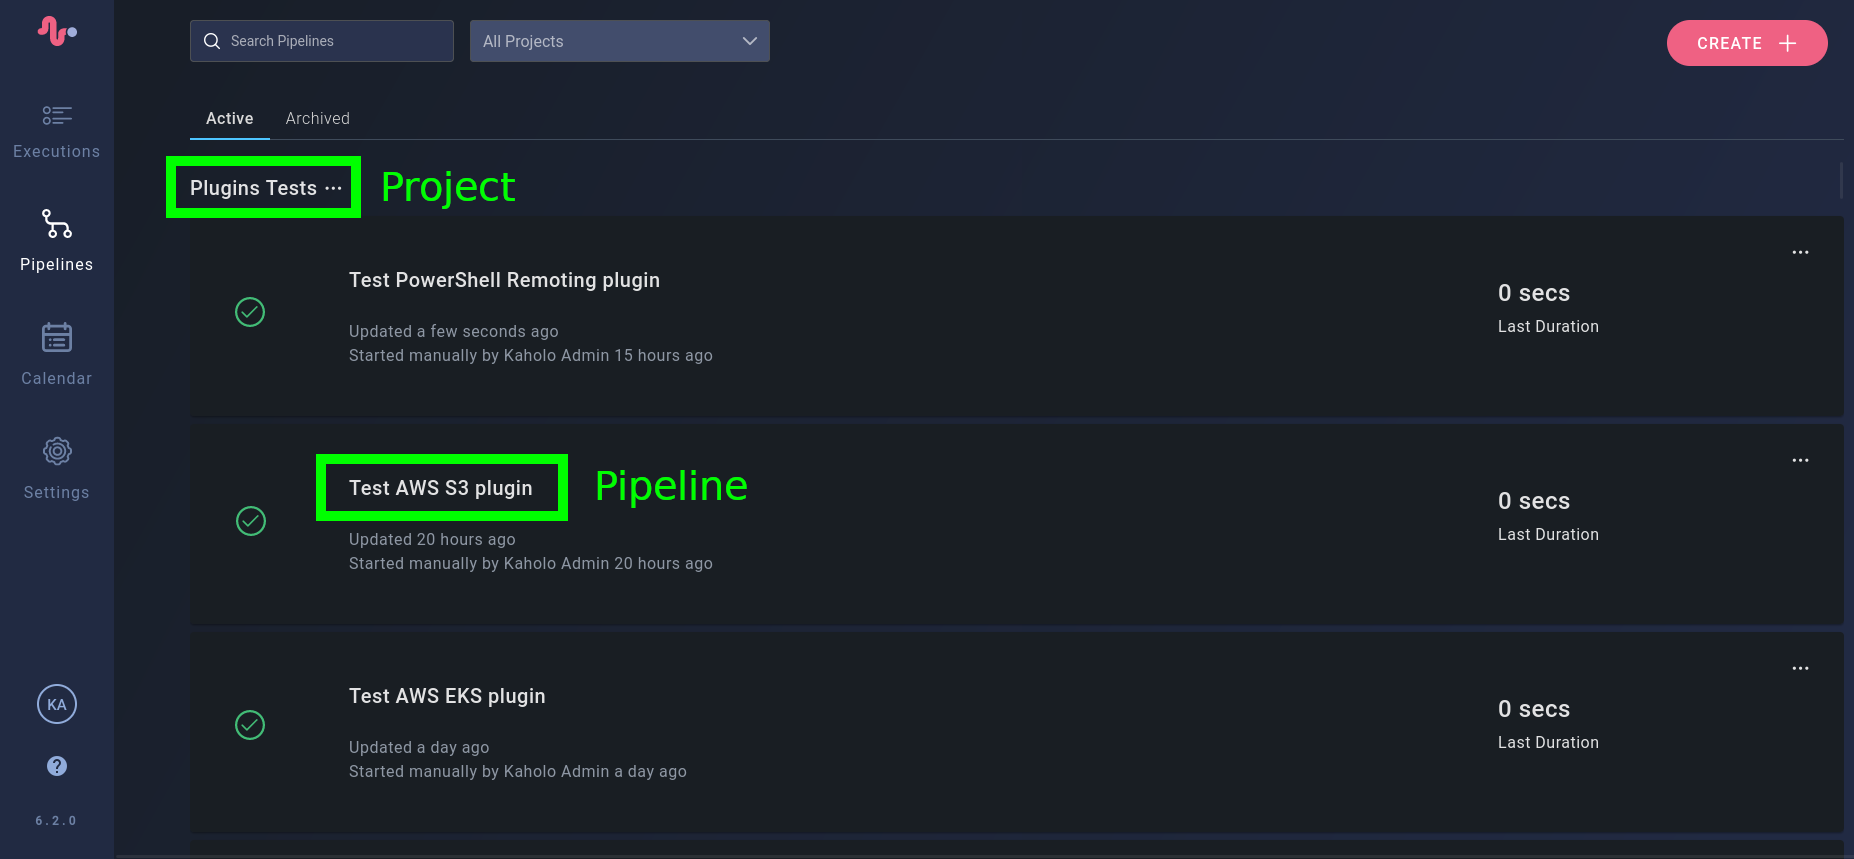 Search Pipelines
All Projects
CREATE
Executions
Pipelines
Calendar
Settings
KA
?
6.2.0
Active
Archived
Plugins Tests ···
Project
Test PowerShell Remoting plugin
Updated a few seconds ago
Started manually by Kaholo Admin 15 hours ago
0 secs
Last Duration
Test AWS S3 plugin
Pipeline
Updated 20 hours ago
Started manually by Kaholo Admin 20 hours ago
0 secs
Last Duration
Test AWS EKS plugin
Updated a day ago
Started manually by Kaholo Admin a day ago
0 secs
Last Duration